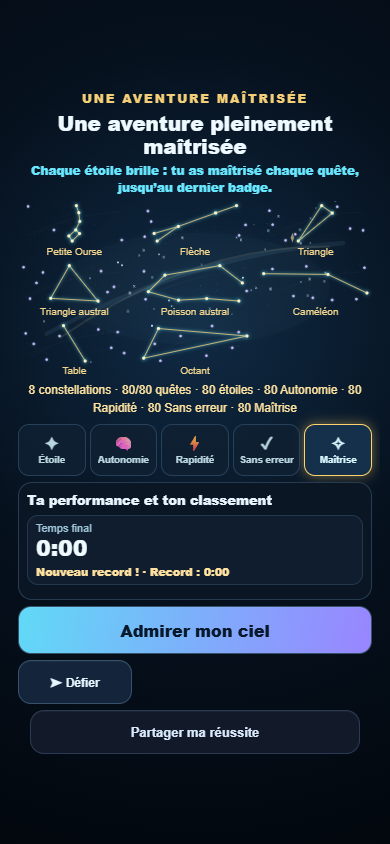 UNE AVENTURE MAÎTRISÉE
Une aventure pleinement
maîtrisée
Chaque étoile brille : tu as maîtrisé chaque quête,
jusqu'au dernier badge.
Petite Ourse
Flèche
Triangle
Triangle austral
Poisson austral
Caméléon
Table
Octant
8 constellations · 80/80 quêtes · 80 étoiles · 80 Autonomie · 80
Rapidité · 80 Sans erreur · 80 Maîtrise
Étoile
Autonomie
Rapidité
Sans erreur
Maîtrise
Ta performance et ton classement
Temps final
0:00
Nouveau record ! · Record : 0:00
Admirer mon ciel
➤ Défier
Partager ma réussite